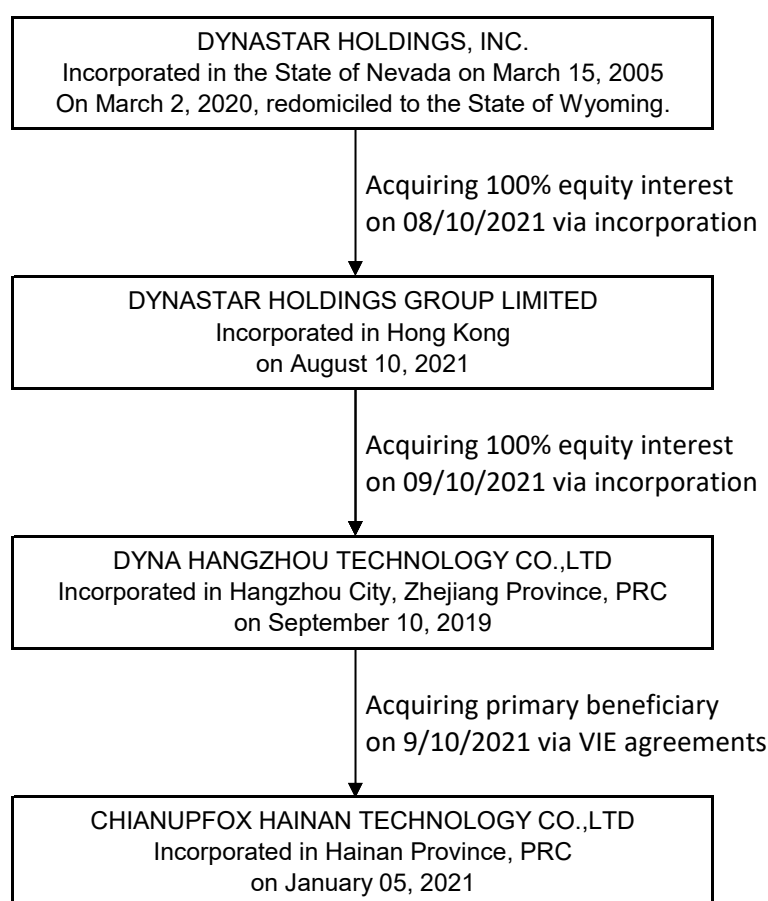 DYNASTAR HOLDINGS, INC.
Incorporated in the State of Nevada on March 15, 2005
On March 2, 2020, redomiciled to the State of Wyoming.
Acquiring 100% equity interest
on 08/10/2021 via incorporation
DYNASTAR HOLDINGS GROUP LIMITED
Incorporated in Hong Kong
on August 10, 2021
Acquiring 100% equity interest
on 09/10/2021 via incorporation
DYNA HANGZHOU TECHNOLOGY CO.,LTD
Incorporated in Hangzhou City, Zhejiang Province, PRC
on September 10, 2019
Acquiring primary beneficiary
on 9/10/2021 via VIE agreements
CHIANUPFOX HAINAN TECHNOLOGY CO.,LTD
Incorporated in Hainan Province, PRC
on January 05, 2021